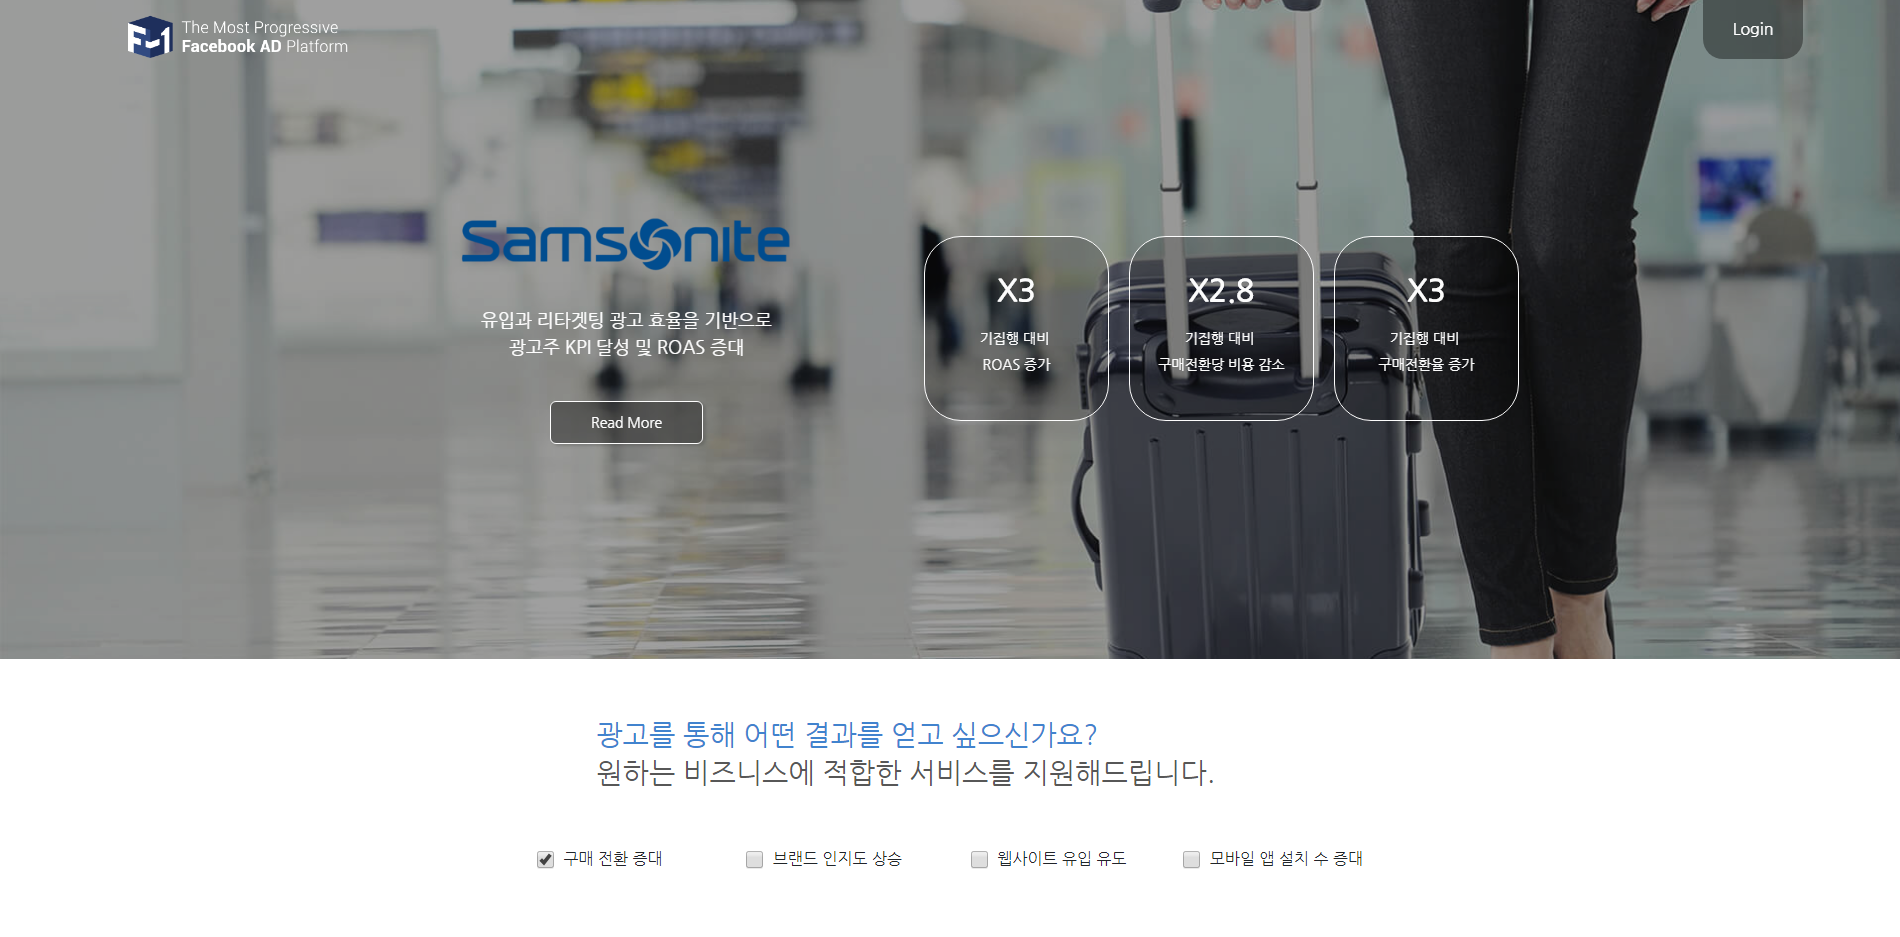 F-1
The Most Progressive
Facebook AD Platform
Login
Samsonite
유입과 리타겟팅 광고 효율을 기반으로
광고주 KPI 달성 및 ROAS 증대
Read More
X3
기집행 대비
ROAS 증가
X2.8
기집행 대비
구매전환당 비용 감소
X3
기집행 대비
구매전환율 증가
광고를 통해 어떤 결과를 얻고 싶으신가요?
원하는 비즈니스에 적합한 서비스를 지원해드립니다.
구매 전환 증대
브랜드 인지도 상승
웹사이트 유입 유도
모바일 앱 설치 수 증대